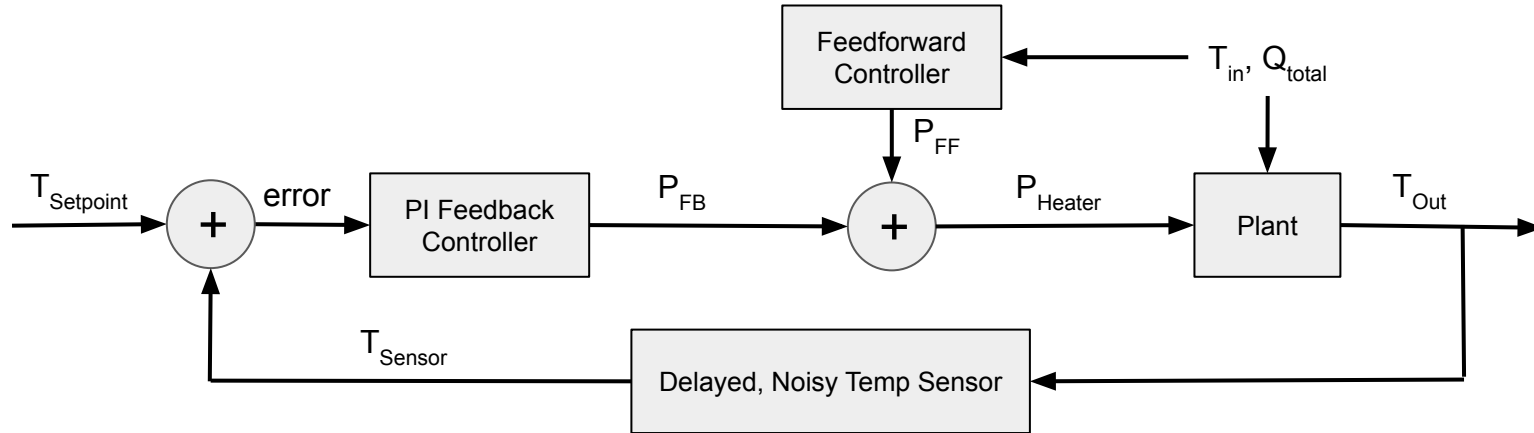 Feedforward
Controller
T_in, Q_total
P_FF
T_Setpoint
+
error
PI Feedback
Controller
P_FB
+
P_Heater
Plant
T_Out
T_Sensor
Delayed, Noisy Temp Sensor